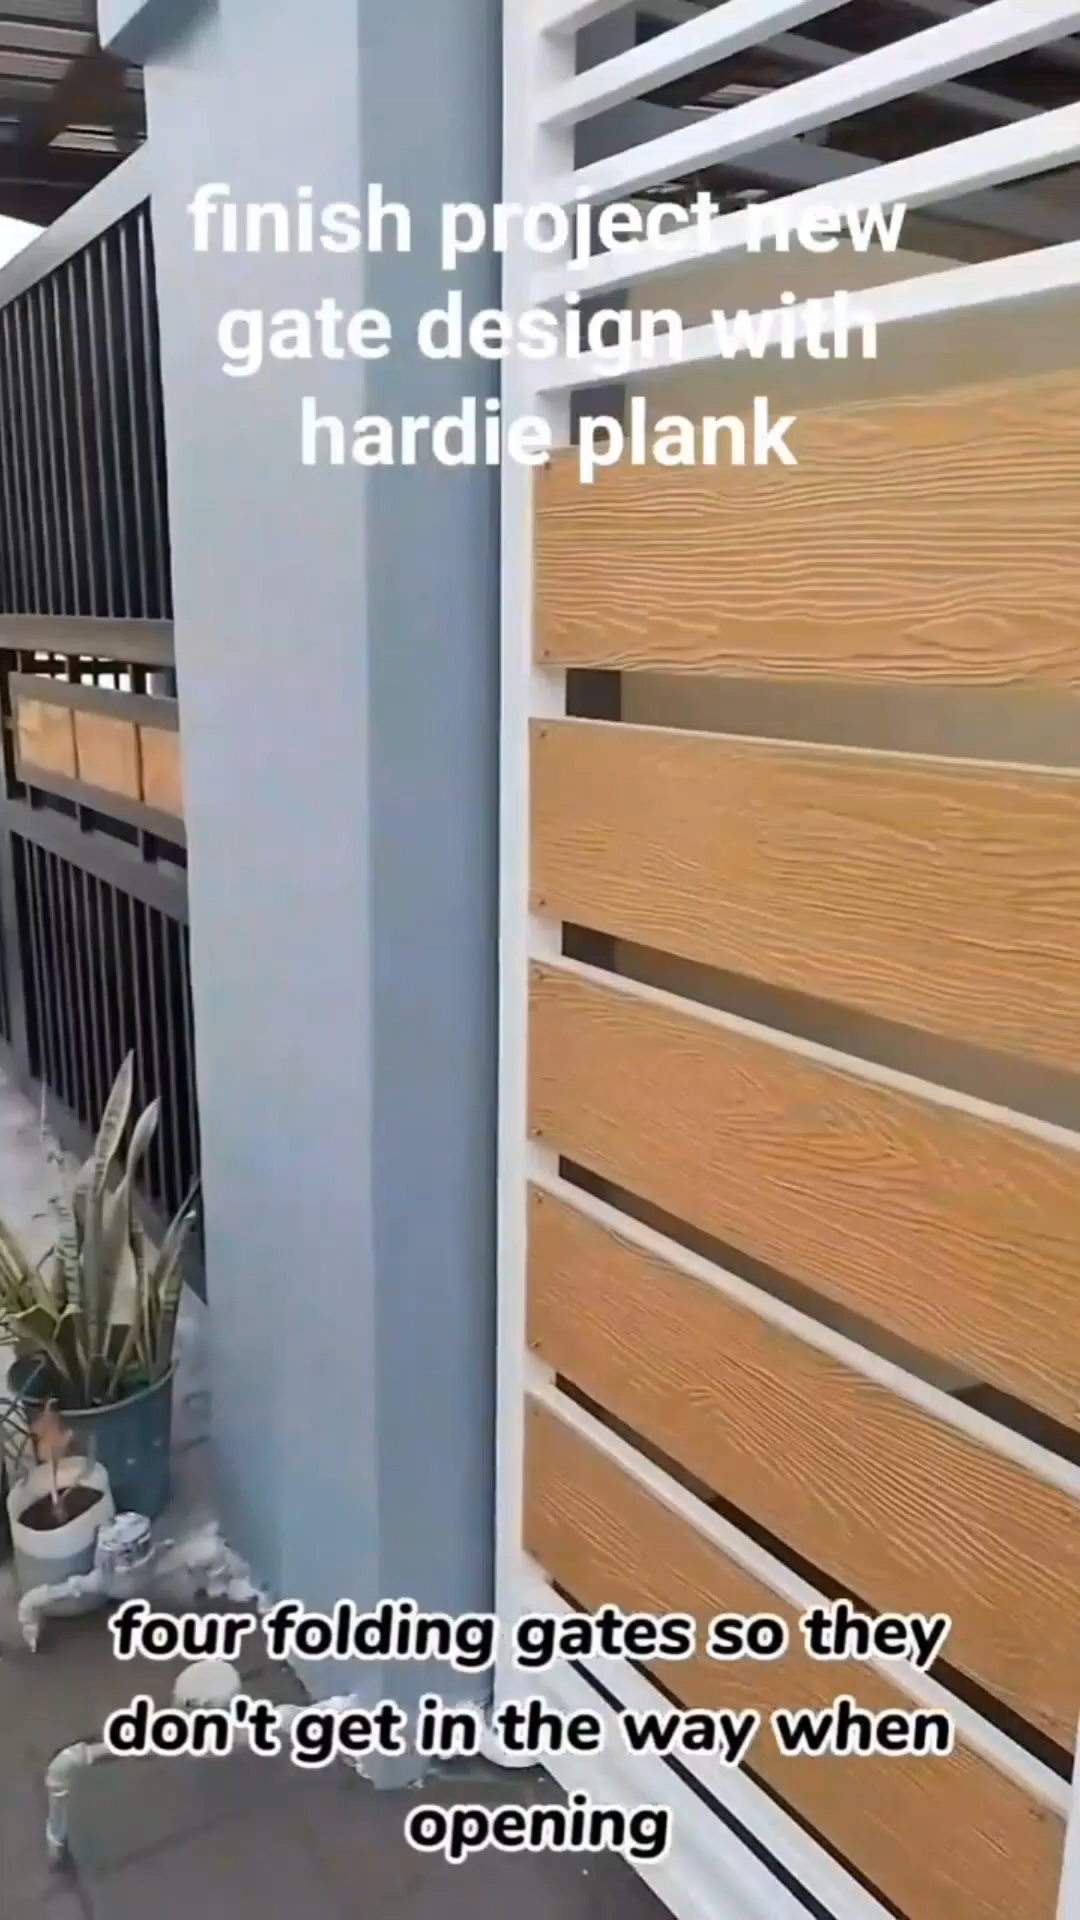 finish project new
gate design with
hardie plank
four folding gates so they
don't get in the way when
opening